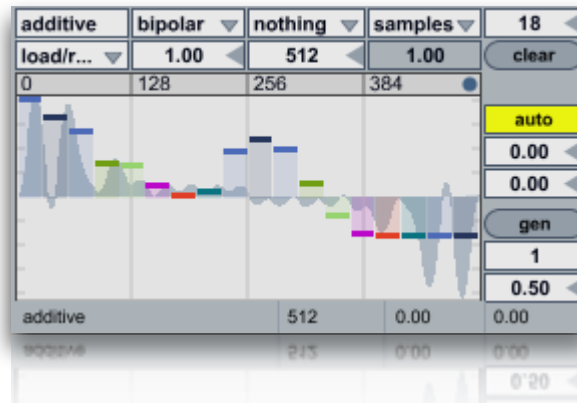 additive bipolar nothing samples 18
load/r... 1.00 512 1.00 clear
0 128 256 384
auto
0.00
0.00
gen
1
0.50
additive 512 0.00 0.00